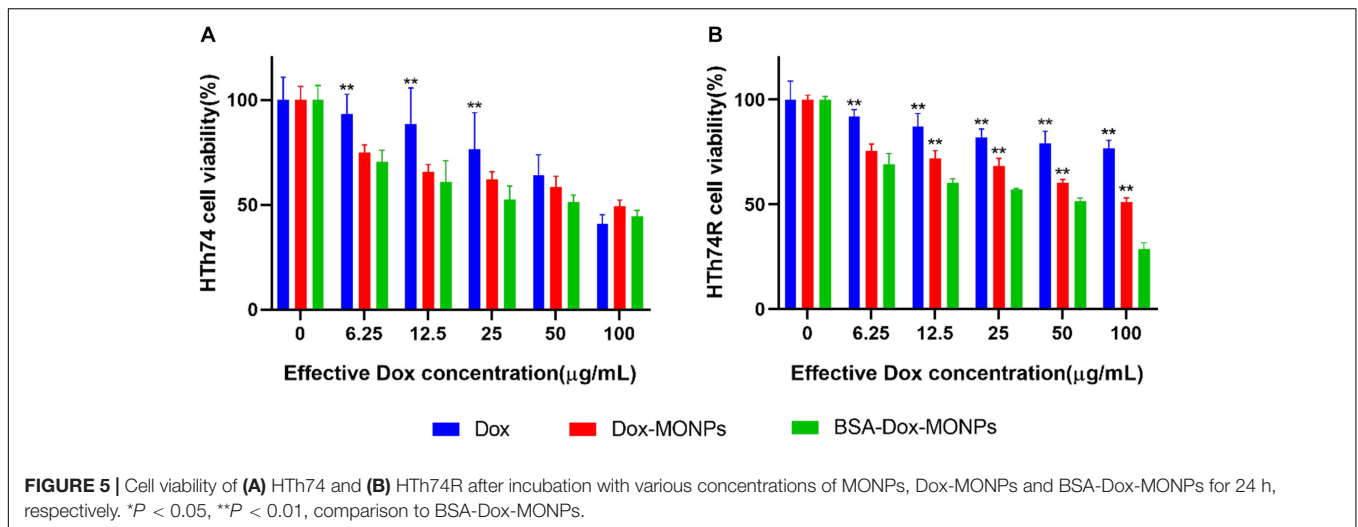 A
HTh74 cell viability(%)
100
50
0
** ** **
0 6.25 12.5 25 50 100
Effective Dox concentration(μg/mL)
B
HTh74R cell viability(%)
100
50
0
** ** ** ** ** ** ** ** **
0 6.25 12.5 25 50 100
Effective Dox concentration(μg/mL)
Dox Dox-MONPs BSA-Dox-MONPs
FIGURE 5 | Cell viability of (A) HTh74 and (B) HTh74R after incubation with various concentrations of MONPs, Dox-MONPs and BSA-Dox-MONPs for 24 h,
respectively. *P < 0.05, **P < 0.01, comparison to BSA-Dox-MONPs.